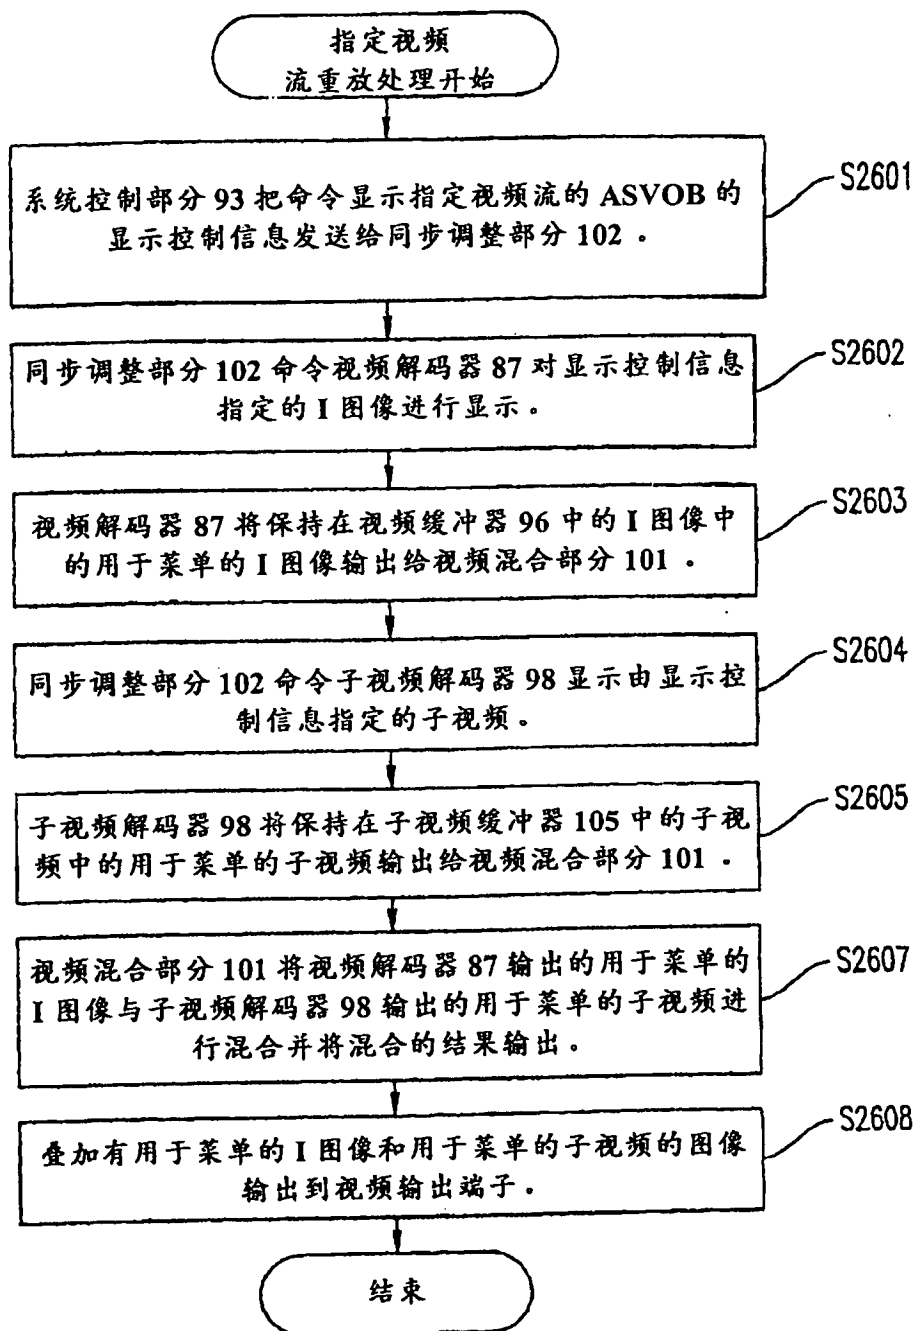 指定视频
流重放处理开始
系统控制部分 93 把命令显示指定视频流的 ASVOB 的
显示控制信息发送给同步调整部分 102 。
S2601
同步调整部分 102 命令视频解码器 87 对显示控制信息
指定的 I 图像进行显示。
S2602
视频解码器 87 将保持在视频缓冲器 96 中的 I 图像中
的用于菜单的 I 图像输出给视频混合部分 101 。
S2603
同步调整部分 102 命令子视频解码器 98 显示由显示控
制信息指定的子视频。
S2604
子视频解码器 98 将保持在子视频缓冲器 105 中的子视
频中的用于菜单的子视频输出给视频混合部分 101 。
S2605
视频混合部分 101 将视频解码器 87 输出的用于菜单的
I 图像与子视频解码器 98 输出的用于菜单的子视频进
行混合并将混合的结果输出。
S2607
叠加有用于菜单的 I 图像和用于菜单的子视频的图像
输出到视频输出端子。
S2608
结束